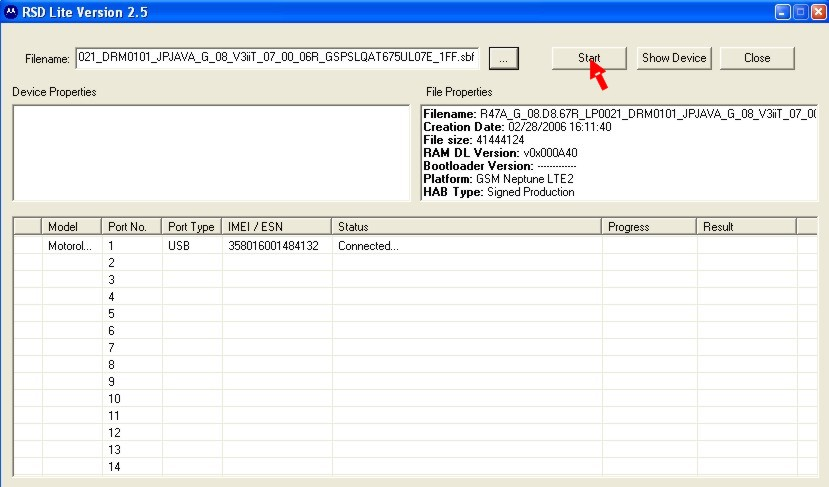 RSD Lite Version 2.5
Filename: 021_DRM0101_JPJAVA_G_08_V3iiT_07_00_06R_GSPSLQAT675UL07E_1FF.sbf ... Start Show Device Close
Device Properties File Properties
Filename: R47A_G_08.D8.67R_LP0021_DRM0101_JPJAVA_G_08_V3iiT_07_00
Creation Date: 02/28/2006 16:11:40
File size: 41444124
RAM DL Version: v0x000A40
Bootloader Version: ------------
Platform: GSM Neptune LTE2
HAB Type: Signed Production
Model Port No. Port Type IMEI / ESN Status Progress Result
Motorol... 1 USB 358016001484132 Connected...
2
3
4
5
6
7
8
9
10
11
12
13
14